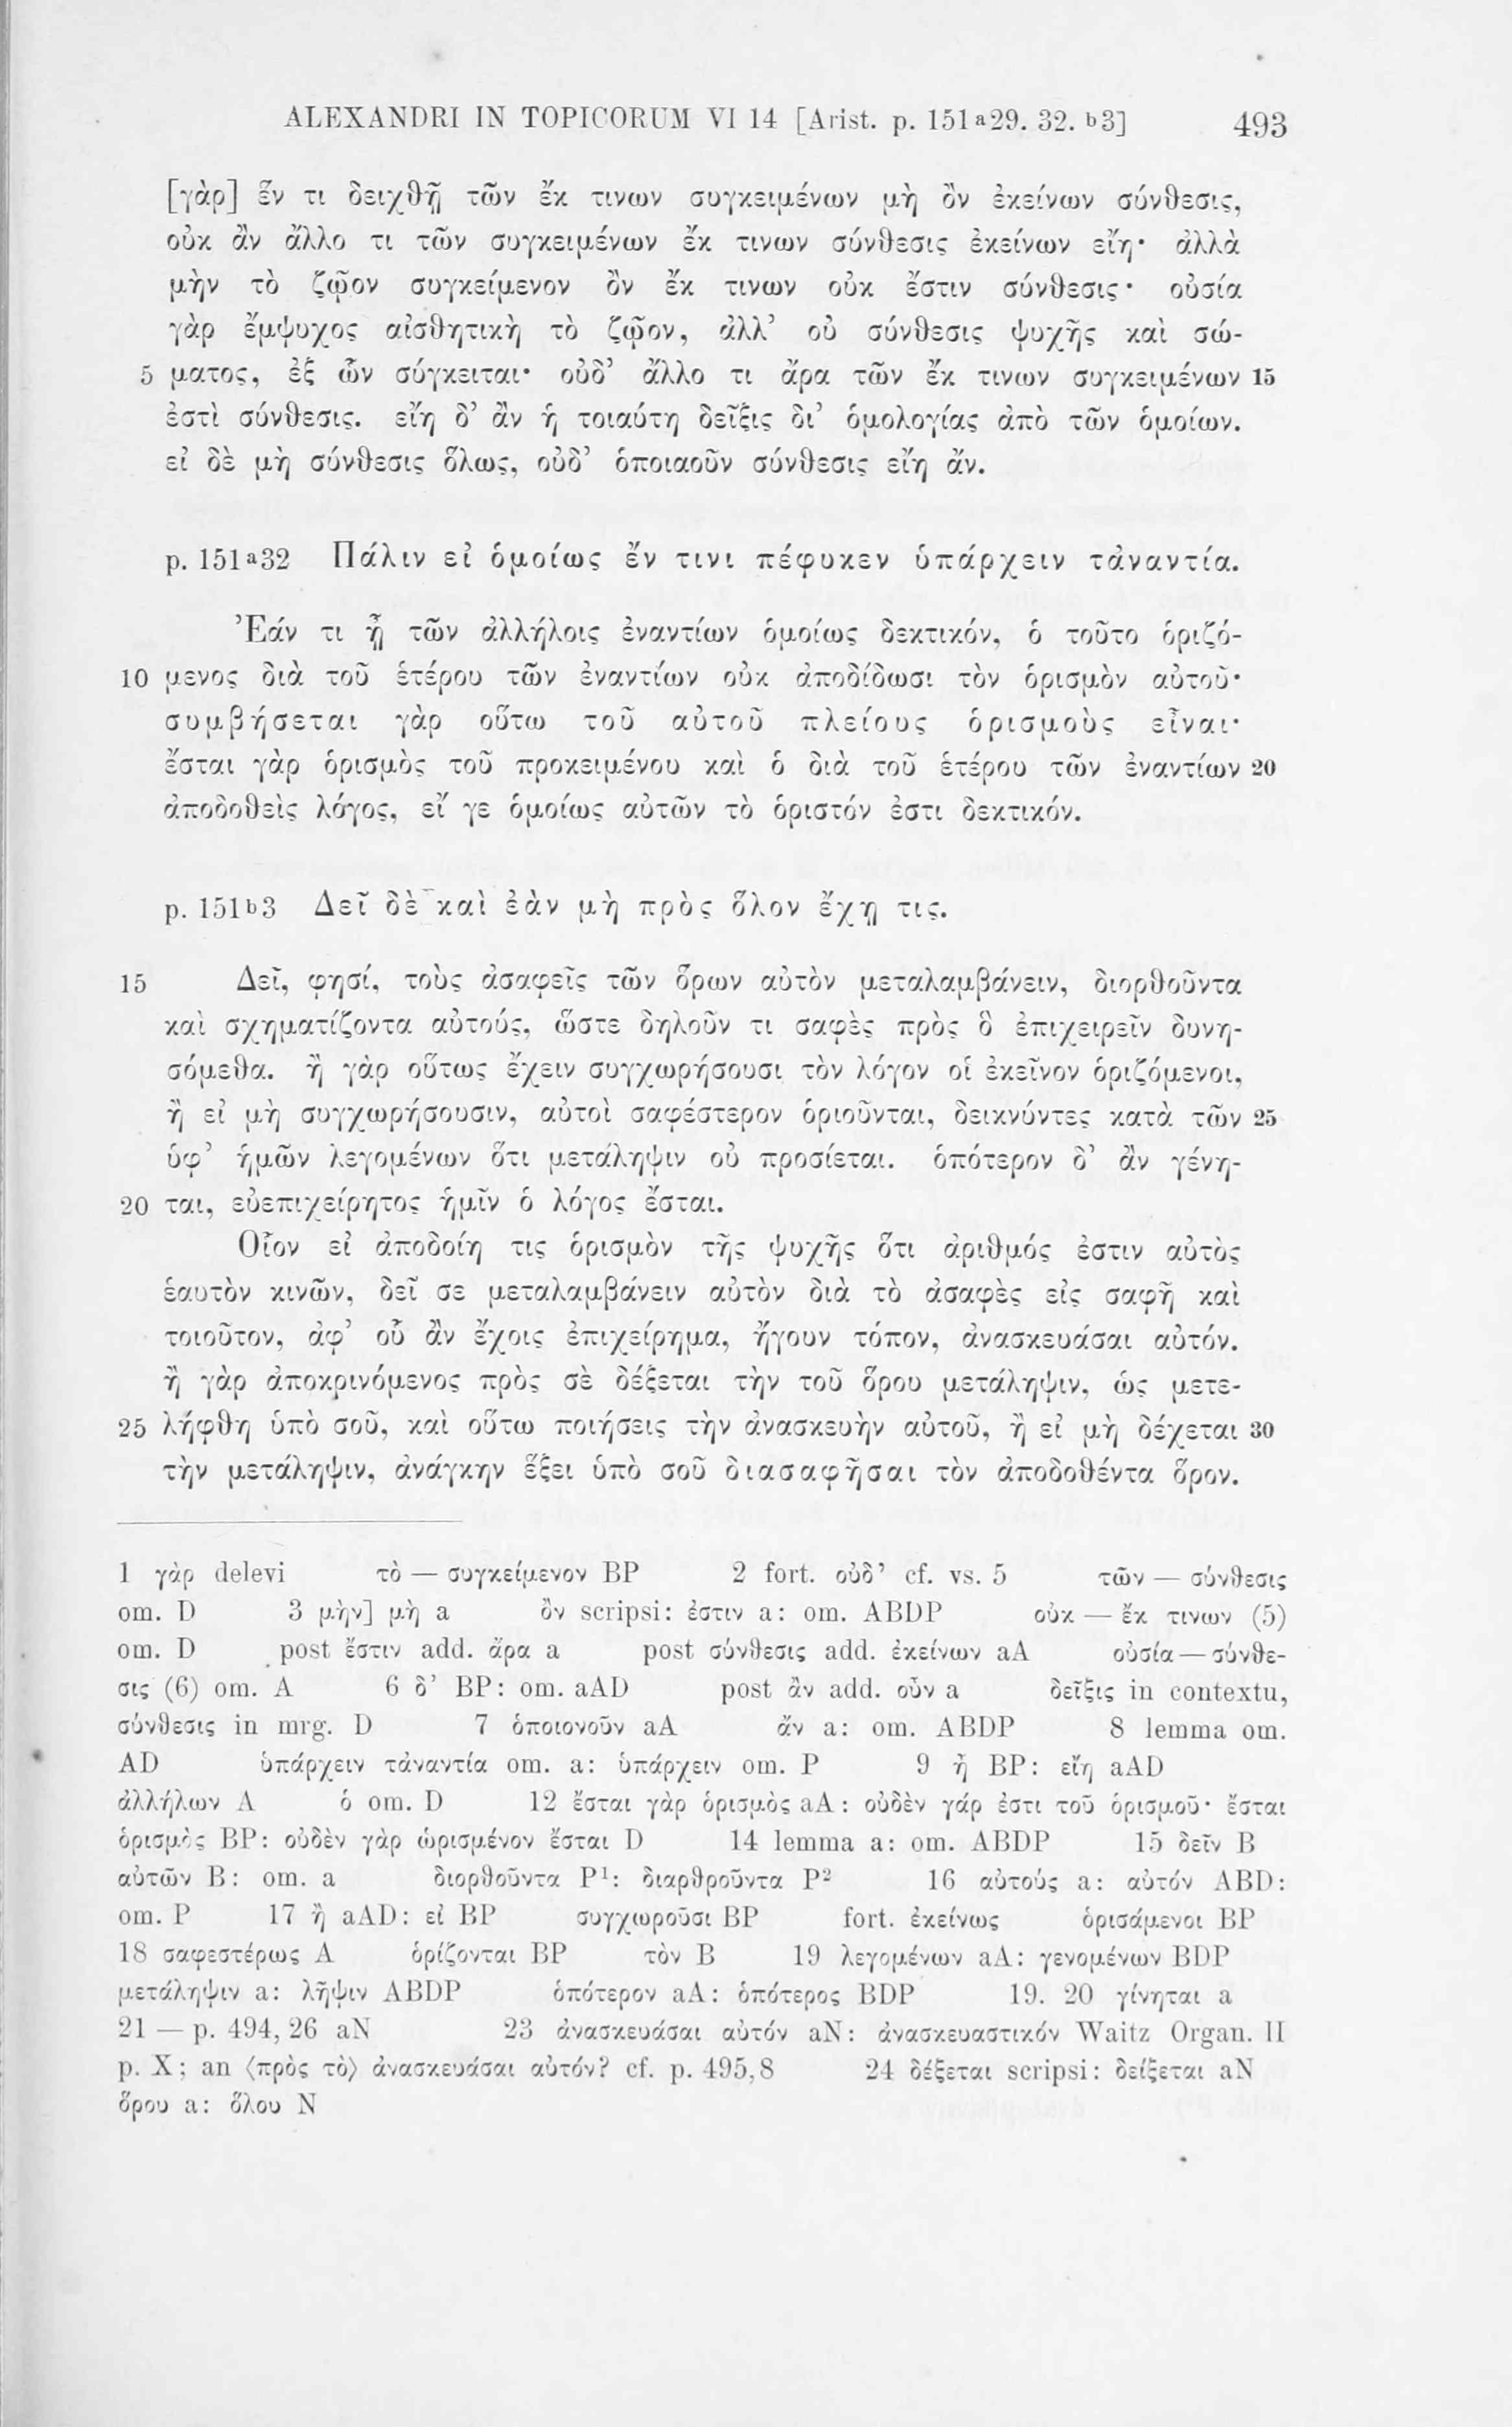 ALEXANDRI IN TOPICORUM VI 14 [Arist. p. 151ᵃ29. 32. ᵇ3] 493
[γὰρ] ἕν τι δειχθῇ τῶν ἔκ τινων συγκειμένων μὴ ὂν ἐκείνων σύνθεσις,
οὐκ ἂν ἄλλο τι τῶν συγκειμένων ἔκ τινων σύνθεσις ἐκείνων εἴη· ἀλλὰ
μὴν τὸ ζῷον συγκείμενον ὂν ἔκ τινων οὐκ ἔστιν σύνθεσις· οὐσία
γὰρ ἔμψυχος αἰσθητικὴ τὸ ζῷον, ἀλλ’ οὐ σύνθεσις ψυχῆς καὶ σώ-
5 ματος, ἐξ ὧν σύγκειται· οὐδ’ ἄλλο τι ἄρα τῶν ἔκ τινων συγκειμένων 15
ἐστὶ σύνθεσις. εἴη δ’ ἂν ἡ τοιαύτη δεῖξις δι’ ὁμολογίας ἀπὸ τῶν ὁμοίων.
εἰ δὲ μὴ σύνθεσις ὅλως, οὐδ’ ὁποιαοῦν σύνθεσις εἴη ἄν.
p. 151ᵃ32 Πάλιν εἰ ὁμοίως ἔν τινι πέφυκεν ὑπάρχειν τἀναντία.
Ἐάν τι ᾖ τῶν ἀλλήλοις ἐναντίων ὁμοίως δεκτικόν, ὁ τοῦτο ὁριζό-
10 μενος διὰ τοῦ ἑτέρου τῶν ἐναντίων οὐκ ἀποδίδωσι τὸν ὁρισμὸν αὐτοῦ·
συμβήσεται γὰρ οὕτω τοῦ αὐτοῦ πλείους ὁρισμοὺς εἶναι·
ἔσται γὰρ ὁρισμὸς τοῦ προκειμένου καὶ ὁ διὰ τοῦ ἑτέρου τῶν ἐναντίων 20
ἀποδοθεὶς λόγος, εἴ γε ὁμοίως αὐτῶν τὸ ὁριστόν ἐστι δεκτικόν.
p. 151ᵇ3 Δεῖ δὲ καὶ ἐὰν μὴ πρὸς ὅλον ἔχῃ τις.
15 Δεῖ, φησί, τοὺς ἀσαφεῖς τῶν ὅρων αὐτὸν μεταλαμβάνειν, διορθοῦντα
καὶ σχηματίζοντα αὐτούς, ὥστε δηλοῦν τι σαφὲς πρὸς ὃ ἐπιχειρεῖν δυνη-
σόμεθα. ἢ γὰρ οὕτως ἔχειν συγχωρήσουσι τὸν λόγον οἱ ἐκεῖνον ὁριζόμενοι,
ἢ εἰ μὴ συγχωρήσουσιν, αὐτοὶ σαφέστερον ὁριοῦνται, δεικνύντες κατὰ τῶν 25
ὑφ’ ἡμῶν λεγομένων ὅτι μετάληψιν οὐ προσίεται. ὁπότερον δ’ ἂν γένη-
20 ται, εὐεπιχείρητος ἡμῖν ὁ λόγος ἔσται.
Οἷον εἰ ἀποδοίη τις ὁρισμὸν τῆς ψυχῆς ὅτι ἀριθμός ἐστιν αὐτὸς
ἑαυτὸν κινῶν, δεῖ σε μεταλαμβάνειν αὐτὸν διὰ τὸ ἀσαφὲς εἰς σαφῆ καὶ
τοιοῦτον, ἀφ’ οὗ ἂν ἔχοις ἐπιχείρημα, ἤγουν τόπον, ἀνασκευάσαι αὐτόν.
ἢ γὰρ ἀποκρινόμενος πρὸς σὲ δέξεται τὴν τοῦ ὅρου μετάληψιν, ὡς μετε-
25 λήφθη ὑπὸ σοῦ, καὶ οὕτω ποιήσεις τὴν ἀνασκευὴν αὐτοῦ, ἢ εἰ μὴ δέχεται 30
τὴν μετάληψιν, ἀνάγκην ἕξει ὑπὸ σοῦ διασαφῆσαι τὸν ἀποδοθέντα ὅρον.
1 γὰρ delevi τὸ — συγκείμενον BP 2 fort. οὐδ’ cf. vs. 5 τῶν — σύνθεσις
om. D 3 μὴν] μὴ a ὂν scripsi: ἐστιν a: om. ABDP οὐκ — ἔκ τινων (5)
om. D post ἔστιν add. ἄρα a post σύνθεσις add. ἐκείνων aA οὐσία — σύνθε-
σις (6) om. A 6 δ’ BP: om. aAD post ἂν add. οὖν a δεῖξις in contextu,
σύνθεσις in mrg. D 7 ὁποιονοῦν aA ἄν a: om. ABDP 8 lemma om.
AD ὑπάρχειν τἀναντία om. a: ὑπάρχειν om. P 9 ᾖ BP: εἴη aAD
ἀλλήλων A ὁ om. D 12 ἔσται γὰρ ὁρισμὸς aA: οὐδὲν γάρ ἐστι τοῦ ὁρισμοῦ· ἔσται
ὁρισμὸς BP: οὐδὲν γὰρ ὡρισμένον ἔσται D 14 lemma a: om. ABDP 15 δεῖν B
αὐτῶν B: om. a διορθοῦντα P¹: διαρθροῦντα P² 16 αὐτούς a: αὐτόν ABD:
om. P 17 ἢ aAD: εἰ BP συγχωροῦσι BP fort. ἐκείνως ὁρισάμενοι BP
18 σαφεστέρως A ὁρίζονται BP τὸν B 19 λεγομένων aA: γενομένων BDP
μετάληψιν a: λῆψιν ABDP ὁπότερον aA: ὁπότερος BDP 19. 20 γίνηται a
21 — p. 494, 26 aN 23 ἀνασκευάσαι αὐτόν aN: ἀνασκευαστικόν Waitz Organ. II
p. X; an ⟨πρὸς τὸ⟩ ἀνασκευάσαι αὐτόν? cf. p. 495,8 24 δέξεται scripsi: δείξεται aN
ὅρου a: ὅλου N